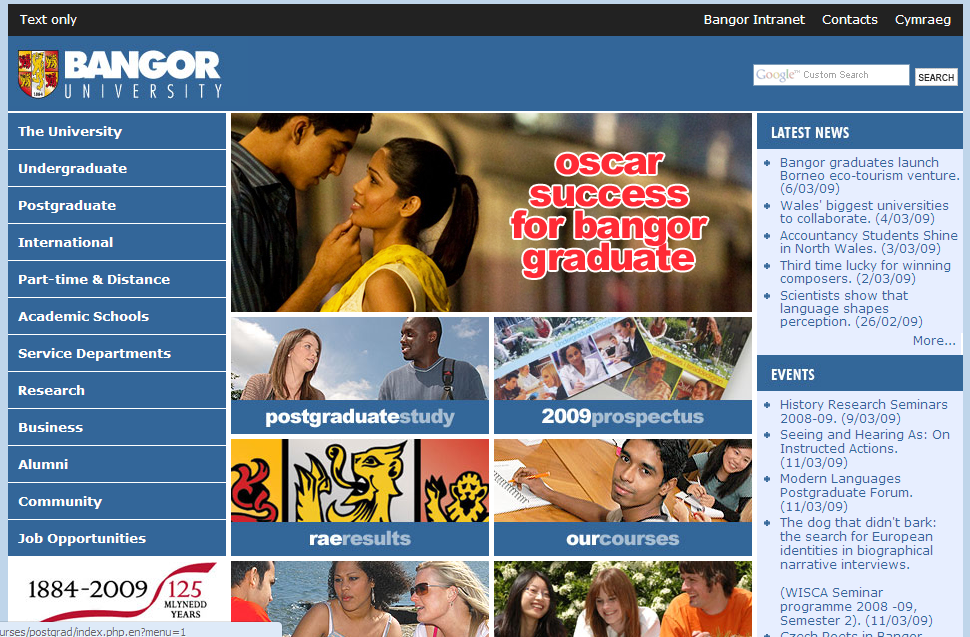 Text only
Bangor Intranet Contacts Cymraeg
BANGOR
UNIVERSITY
1884
Google™ Custom Search
SEARCH
The University
Undergraduate
Postgraduate
International
Part-time & Distance
Academic Schools
Service Departments
Research
Business
Alumni
Community
Job Opportunities
1884-2009
125
MLYNEDD
YEARS
urses/postgrad/index.php.en?menu=1
oscar
success
for bangor
graduate
postgraduatestudy
2009prospectus
raeresults
ourcourses
LATEST NEWS
Bangor graduates launch
Borneo eco-tourism venture.
(6/03/09)
Wales' biggest universities
to collaborate. (4/03/09)
Accountancy Students Shine
in North Wales. (3/03/09)
Third time lucky for winning
composers. (2/03/09)
Scientists show that
language shapes
perception. (26/02/09)
More...
EVENTS
History Research Seminars
2008-09. (9/03/09)
Seeing and Hearing As: On
Instructed Actions.
(11/03/09)
Modern Languages
Postgraduate Forum.
(11/03/09)
The dog that didn't bark:
the search for European
identities in biographical
narrative interviews.
(WISCA Seminar
programme 2008 -09,
Semester 2). (11/03/09)
Czech Poets in Bangor